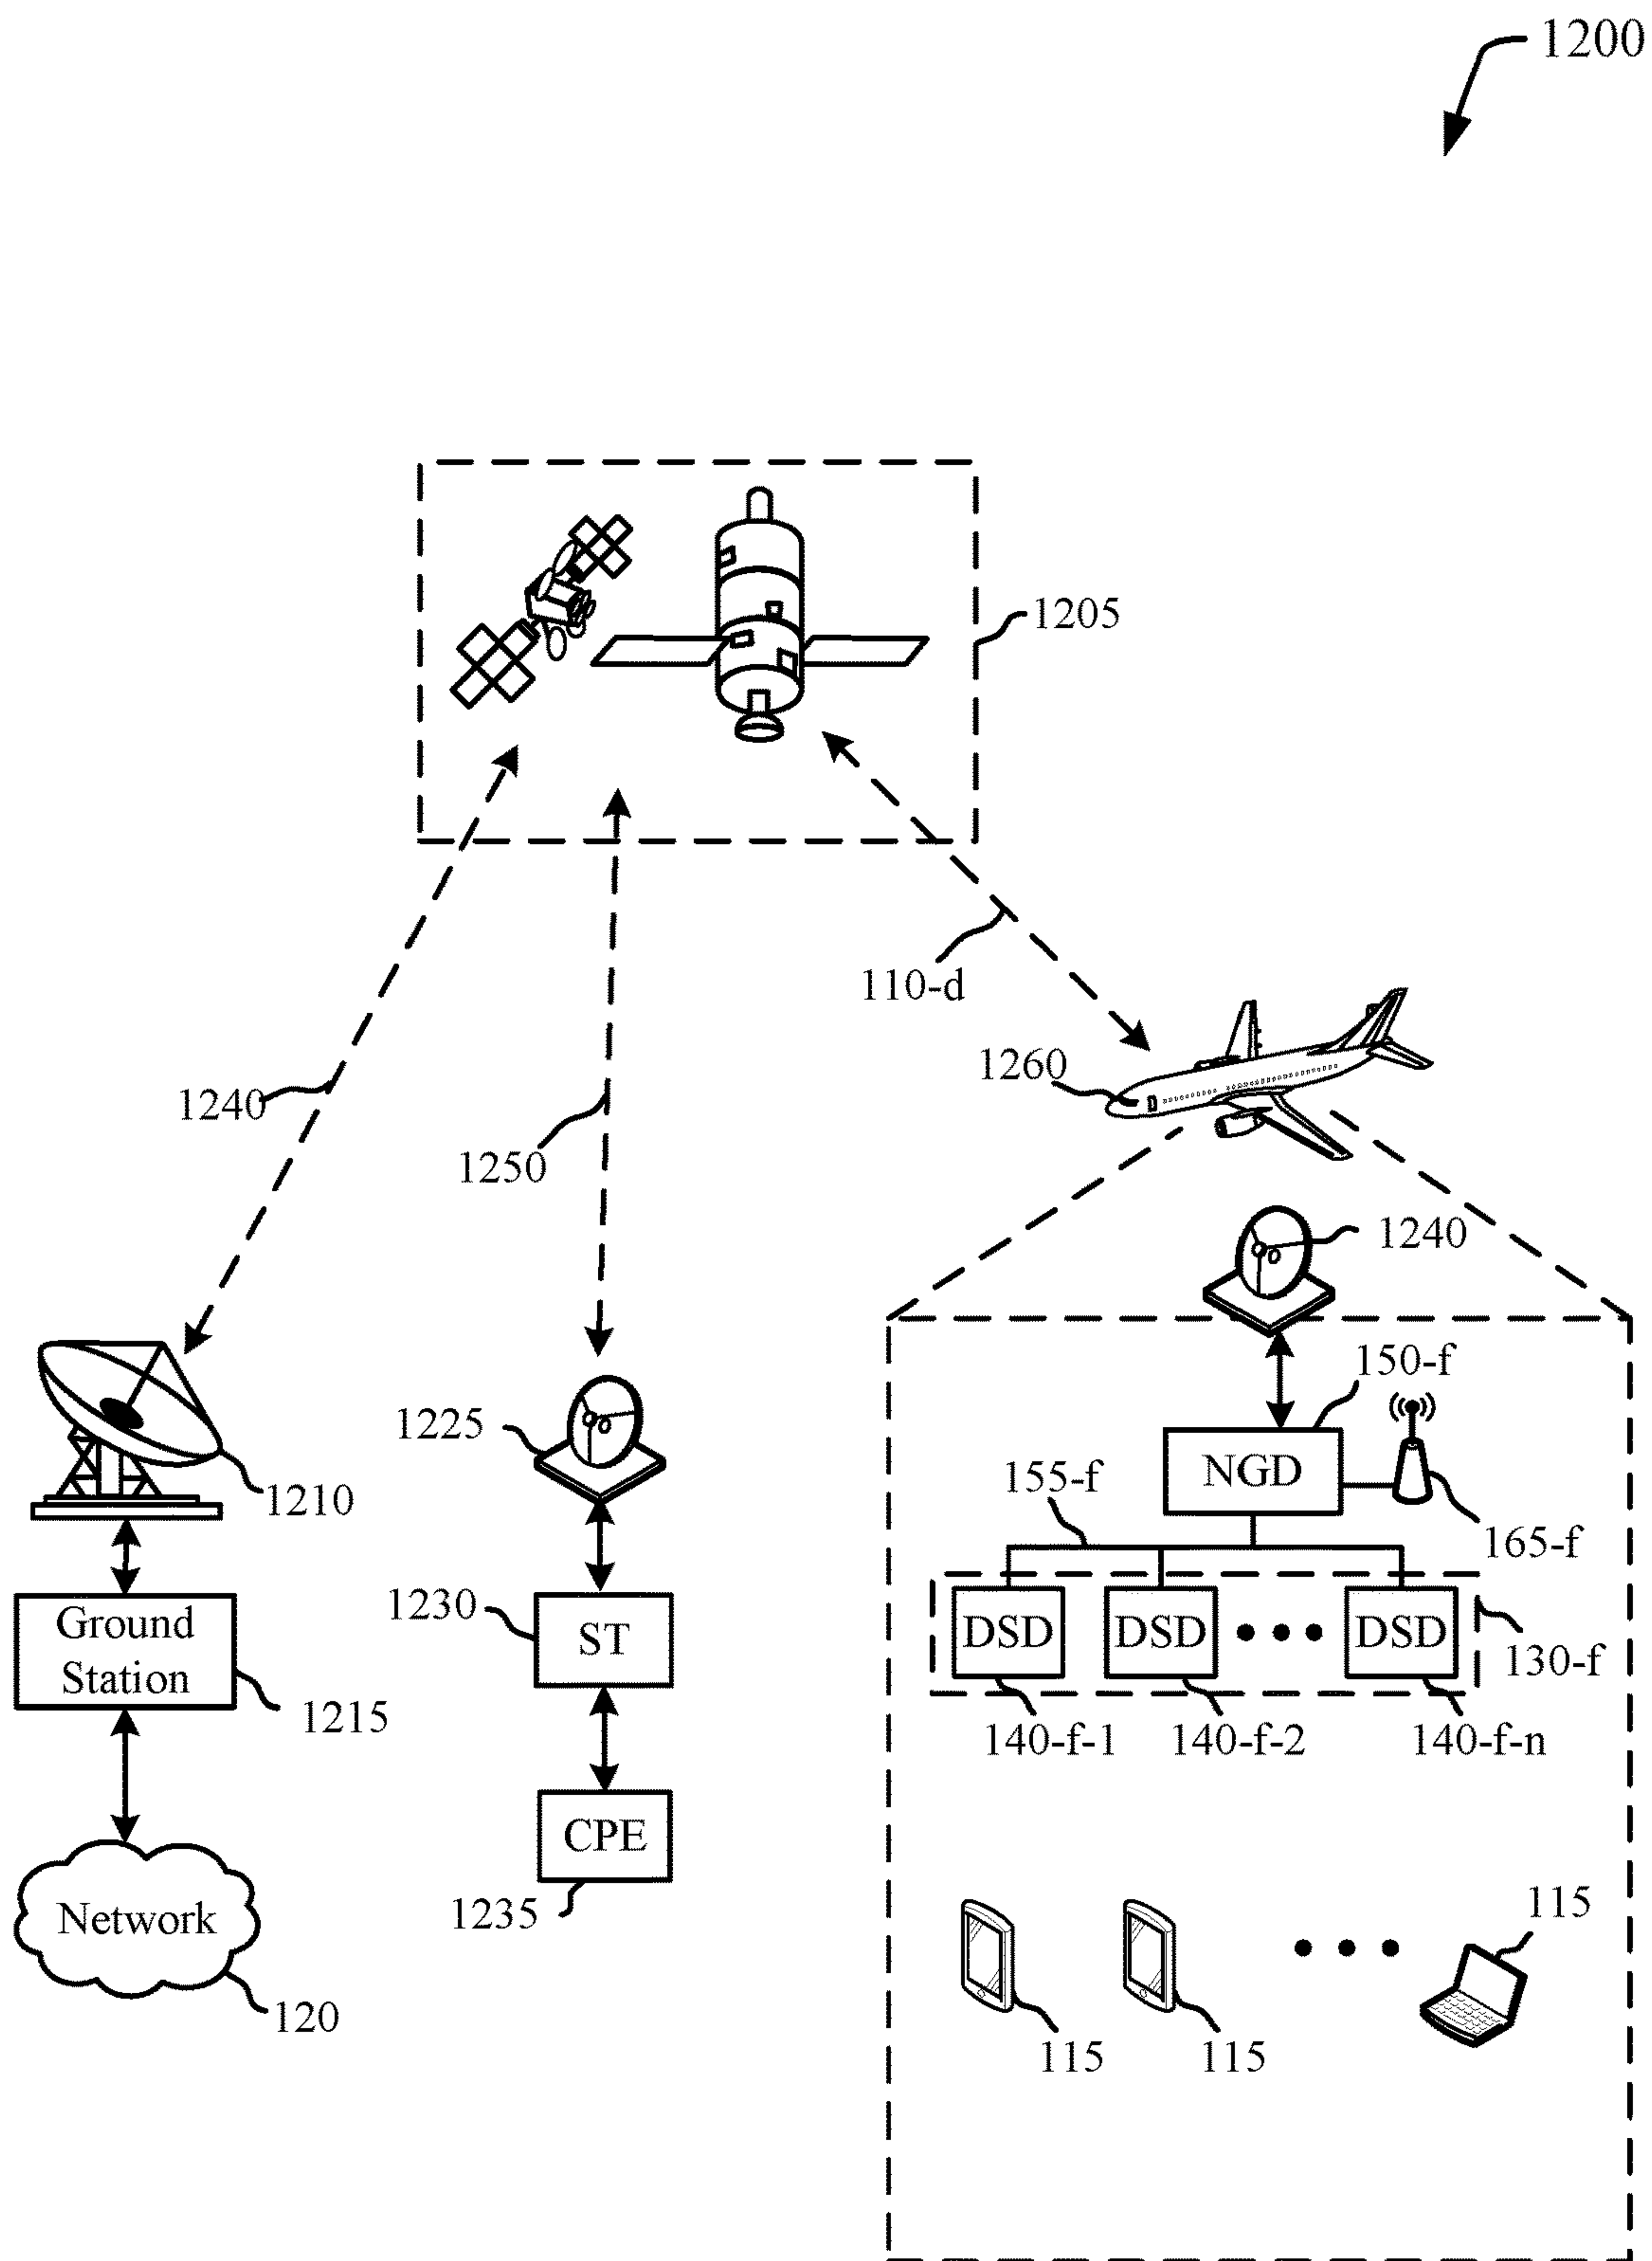 1200
1205
110-d
1260
1240
1250
1240
1225
150-f
1210
NGD
155-f
165-f
1230
Ground
Station
ST
DSD
DSD
DSD
130-f
1215
140-f-1
140-f-2
140-f-n
CPE
1235
Network
120
115
115
115